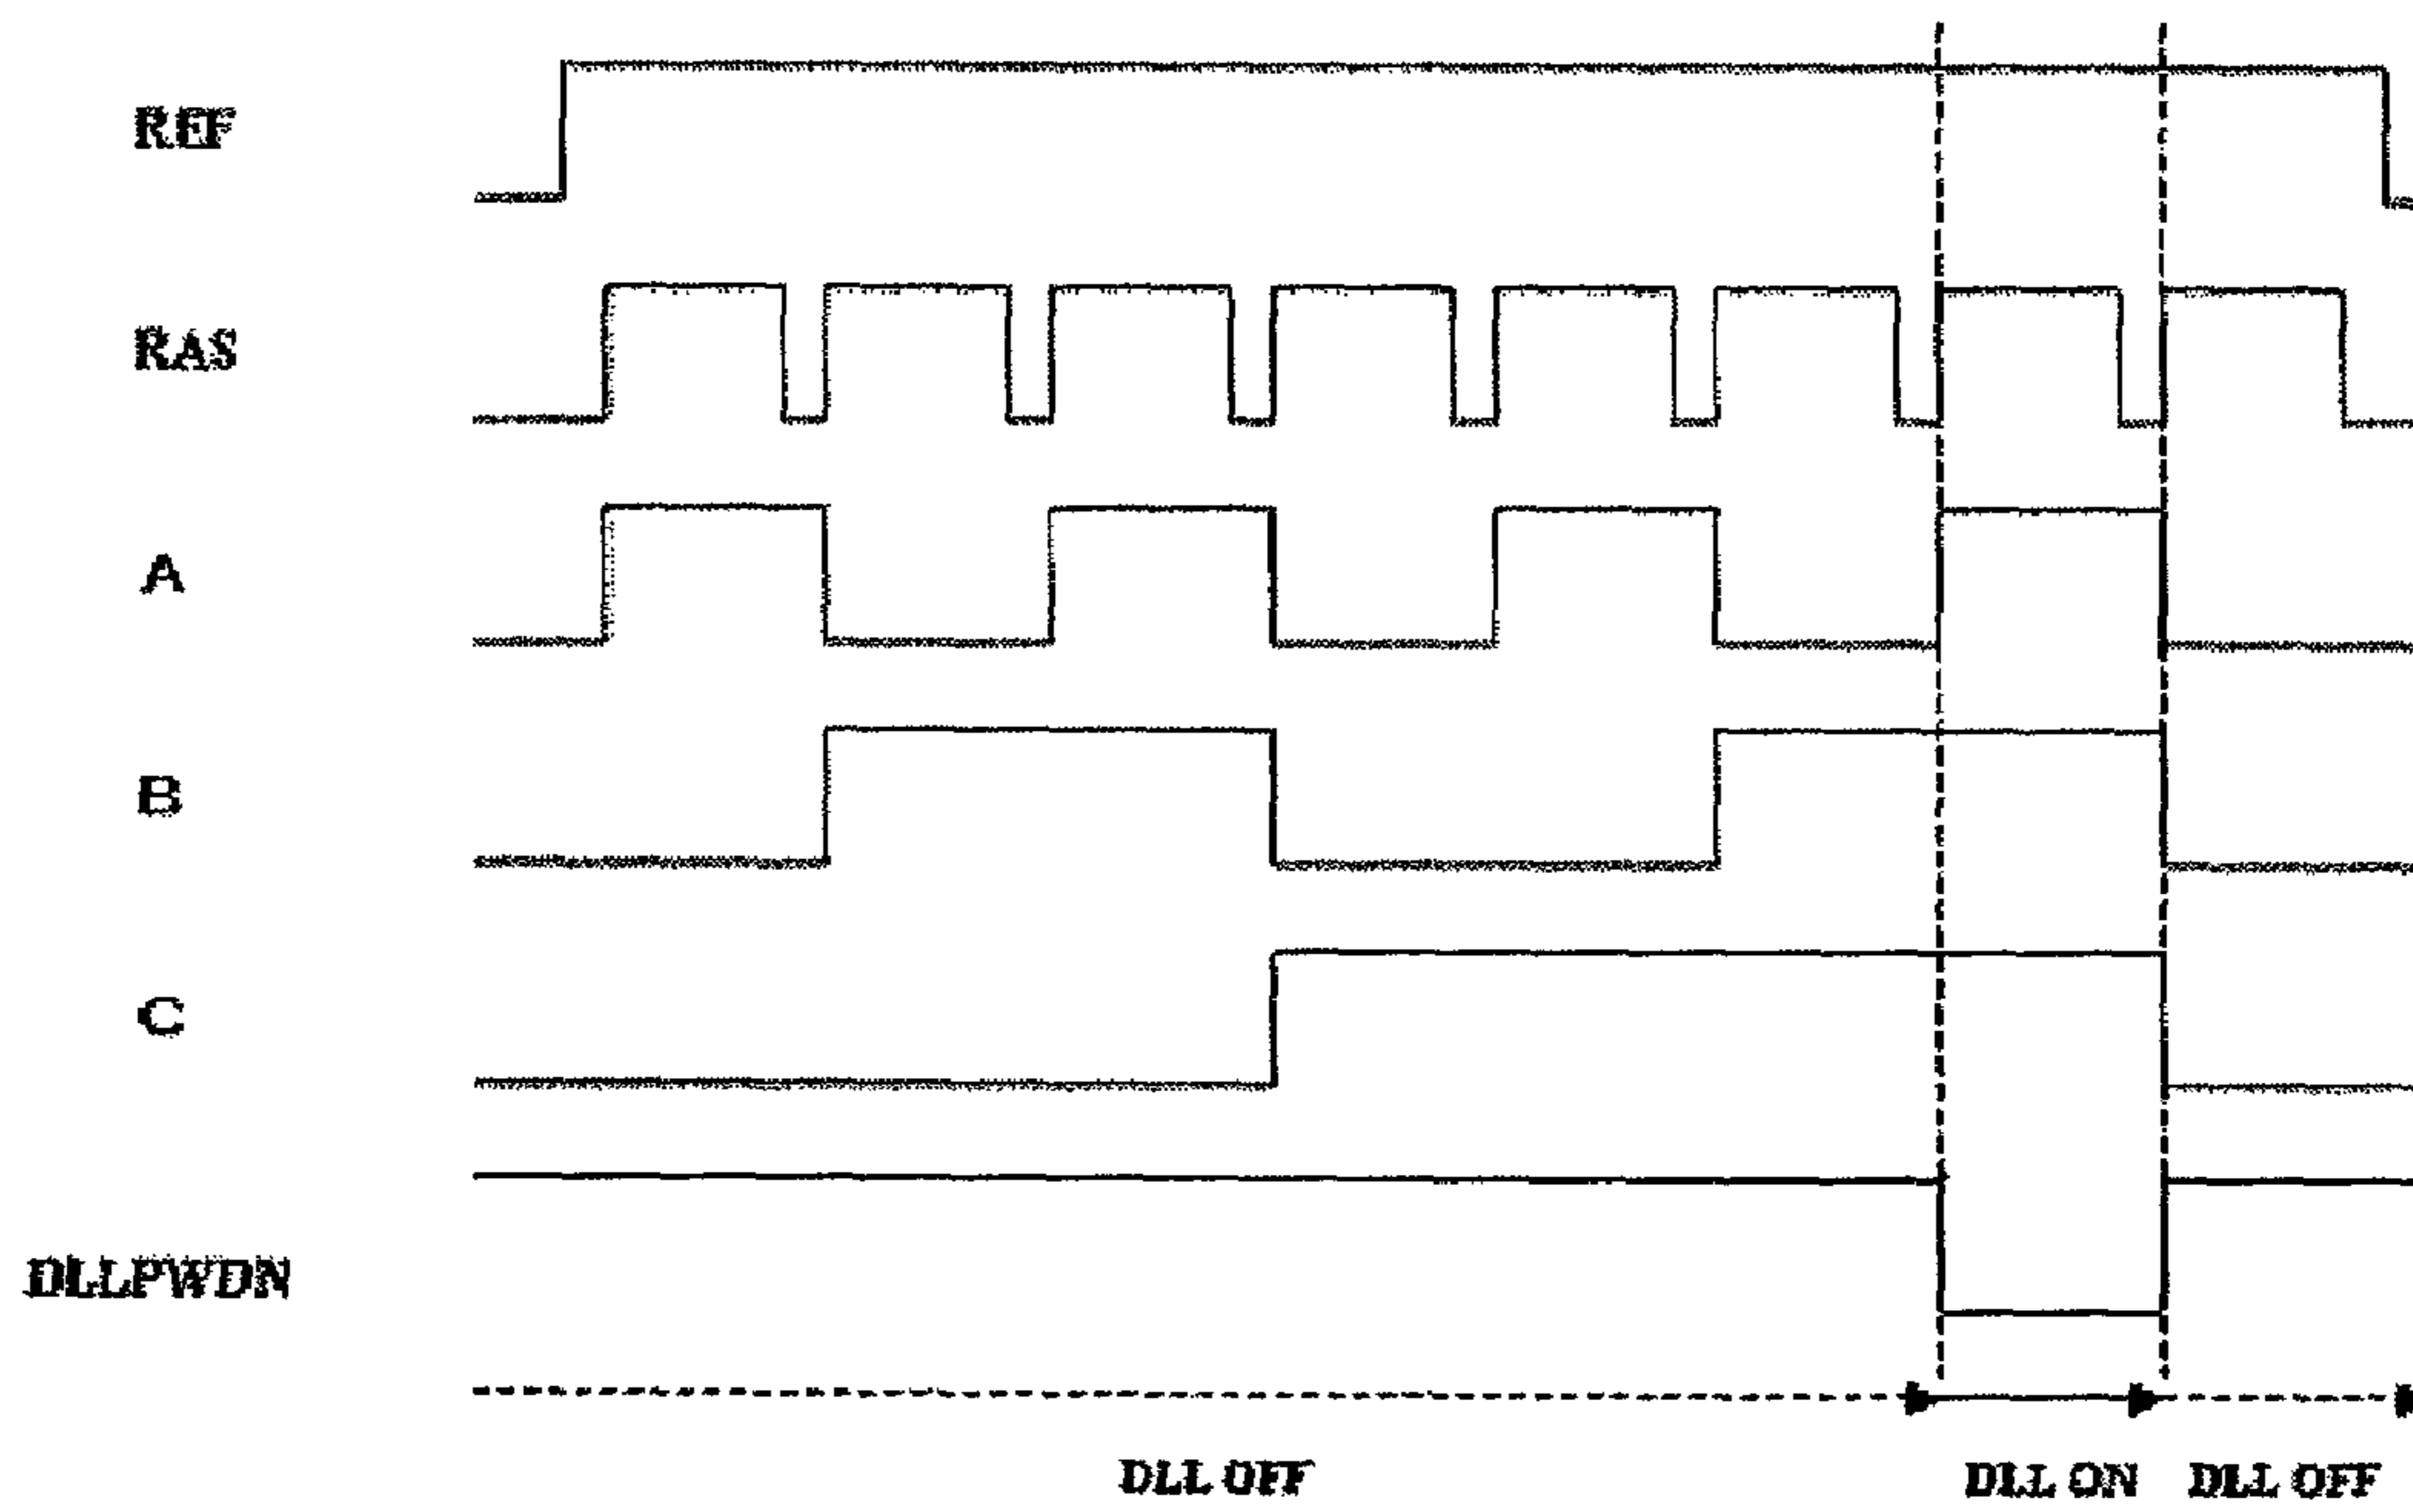 REF
RAS
A
B
C
DLLPWDN
DLL OFF DLL ON DLL OFF